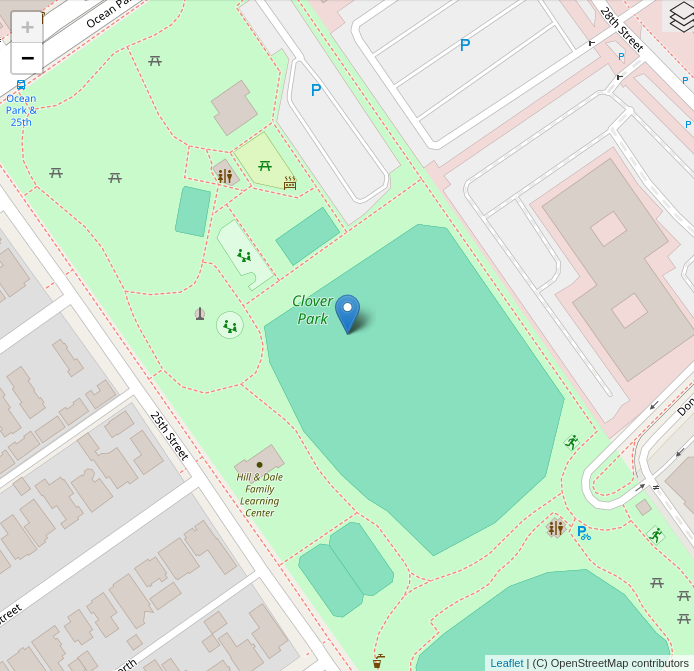 Ocean Par
28th Street
+
−
P
P
P
P
P
Ocean
Park &
25th
Clover
Park
25th Street
Hill & Dale
Family
Learning
Center
Don
street
orth
Leaflet | (C) OpenStreetMap contributors